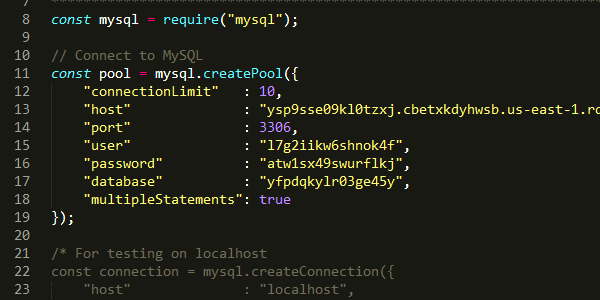 7 ************************************************
8 const mysql = require("mysql");
9
10 // Connect to MySQL
11 const pool = mysql.createPool({
12 "connectionLimit" : 10,
13 "host" : "ysp9sse09kl0tzxj.cbetxkdyhwsb.us-east-1.rd
14 "port" : 3306,
15 "user" : "l7g2iikw6shnok4f",
16 "password" : "atw1sx49swurflkj",
17 "database" : "yfpdqkylr03ge45y",
18 "multipleStatements": true
19 });
20
21 /* For testing on localhost
22 const connection = mysql.createConnection({
23 "host" : "localhost",